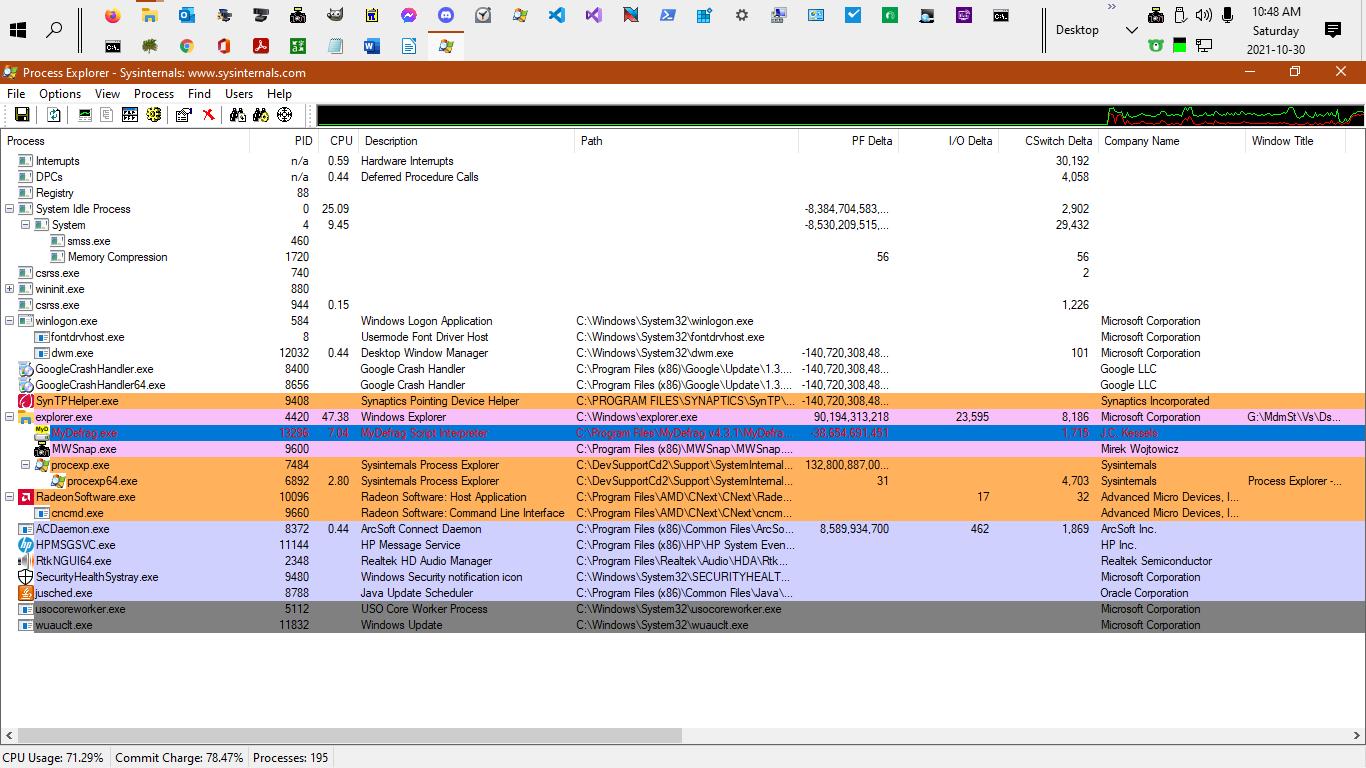 10:48 AM
Desktop
Saturday
2021-10-30
Process Explorer - Sysinternals: www.sysinternals.com
File Options View Process Find Users Help
Process PID CPU Description Path PF Delta I/O Delta CSwitch Delta Company Name Window Title
Interrupts n/a 0.59 Hardware Interrupts 30,192
DPCs n/a 0.44 Deferred Procedure Calls 4,058
Registry 88
System Idle Process 0 25.09 -8,384,704,583,... 2,902
System 4 9.45 -8,530,209,515,... 29,432
smss.exe 460
Memory Compression 1720 56 56
csrss.exe 740 2
wininit.exe 880
csrss.exe 944 0.15 1,226
winlogon.exe 584 Windows Logon Application C:\Windows\System32\winlogon.exe Microsoft Corporation
fontdrvhost.exe 8 Usermode Font Driver Host C:\Windows\System32\fontdrvhost.exe Microsoft Corporation
dwm.exe 12032 0.44 Desktop Window Manager C:\Windows\System32\dwm.exe -140,720,308,48... 101 Microsoft Corporation
GoogleCrashHandler.exe 8400 Google Crash Handler C:\Program Files (x86)\Google\Update\1.3.... -140,720,308,48... Google LLC
GoogleCrashHandler64.exe 8656 Google Crash Handler C:\Program Files (x86)\Google\Update\1.3.... -140,720,308,48... Google LLC
SynTPHelper.exe 9408 Synaptics Pointing Device Helper C:\PROGRAM FILES\SYNAPTICS\SynTP\... -140,720,308,48... Synaptics Incorporated
explorer.exe 4420 47.38 Windows Explorer C:\Windows\explorer.exe 90,194,313,218 23,595 8,186 Microsoft Corporation G:\MdmSt\Vs\Ds...
MyDefrag.exe 13296 7.04 MyDefrag Script Interpreter C:\Program Files\MyDefrag v4.3.1\MyDefra... -38,654,691,451 1,715 J.C. Kessels
MWSnap.exe 9600 C:\Program Files (x86)\MWSnap\MWSnap.... Mirek Wojtowicz
procexp.exe 7484 Sysinternals Process Explorer C:\DevSupportCd2\Support\SystemInternal... 132,800,887,00... Sysinternals
procexp64.exe 6892 2.80 Sysinternals Process Explorer C:\DevSupportCd2\Support\SystemInternal... 31 4,703 Sysinternals Process Explorer -...
RadeonSoftware.exe 10096 Radeon Software: Host Application C:\Program Files\AMD\CNext\CNext\Rade... 17 32 Advanced Micro Devices, I...
cncmd.exe 9660 Radeon Software: Command Line Interface C:\Program Files\AMD\CNext\CNext\cncm... Advanced Micro Devices, I...
ACDaemon.exe 8372 0.44 ArcSoft Connect Daemon C:\Program Files (x86)\Common Files\ArcSo... 8,589,934,700 462 1,869 ArcSoft Inc.
HPMSGSVC.exe 11144 HP Message Service C:\Program Files (x86)\HP\HP System Even... HP Inc.
RtkNGUI64.exe 2348 Realtek HD Audio Manager C:\Program Files\Realtek\Audio\HDA\Rtk... Realtek Semiconductor
SecurityHealthSystray.exe 9480 Windows Security notification icon C:\Windows\System32\SECURITYHEALT... Microsoft Corporation
jusched.exe 8788 Java Update Scheduler C:\Program Files (x86)\Common Files\Java\... Oracle Corporation
usocoreworker.exe 5112 USO Core Worker Process C:\Windows\System32\usocoreworker.exe Microsoft Corporation
wuauclt.exe 11832 Windows Update C:\Windows\System32\wuauclt.exe Microsoft Corporation
CPU Usage: 71.29% Commit Charge: 78.47% Processes: 195